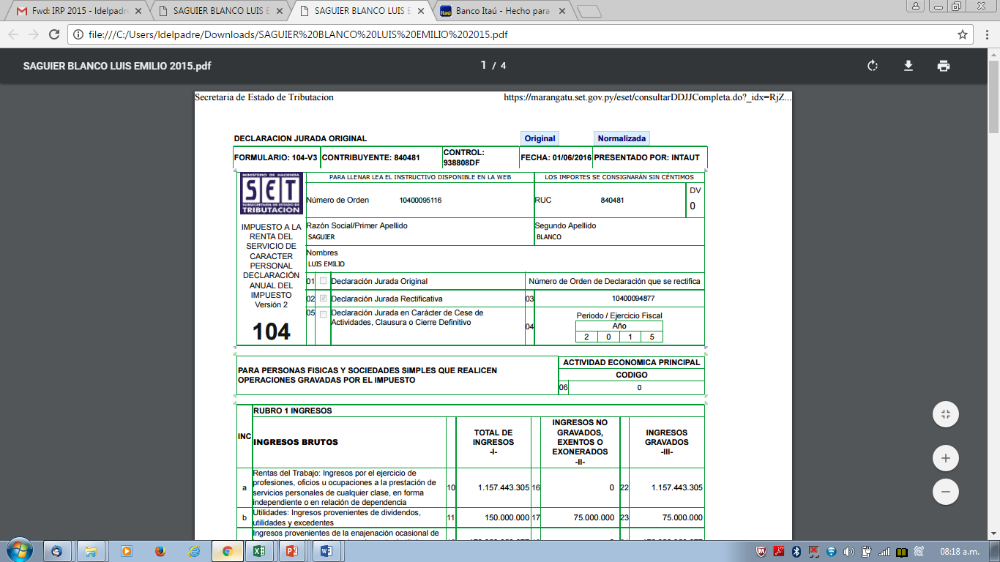 Fwd: IRP 2015 - ldelpadre
SAGUIER BLANCO LUIS E
SAGUIER BLANCO LUIS E
Banco Itaú - Hecho para
file:///C:/Users/ldelpadre/Downloads/SAGUIER%20BLANCO%20LUIS%20EMILIO%202015.pdf
SAGUIER BLANCO LUIS EMILIO 2015.pdf
1 / 4
Secretaria de Estado de Tributacion
https://marangatu.set.gov.py/eset/consultarDDJJCompleta.do?_idx=RjZ...
DECLARACION JURADA ORIGINAL
Original
Normalizada
FORMULARIO: 104-V3
CONTRIBUYENTE: 840481
CONTROL:
938808DF
FECHA: 01/06/2016
PRESENTADO POR: INTAUT
MINISTERIO DE HACIENDA
SET
SUBSECRETARIA DE ESTADO DE
TRIBUTACION
PARA LLENAR LEA EL INSTRUCTIVO DISPONIBLE EN LA WEB
LOS IMPORTES SE CONSIGNARÁN SIN CÉNTIMOS
Número de Orden
10400095116
RUC
840481
DV
0
IMPUESTO A LA
RENTA DEL
SERVICIO DE
CARACTER
PERSONAL
DECLARACIÓN
ANUAL DEL
IMPUESTO
Versión 2
104
Razón Social/Primer Apellido
SAGUIER
Segundo Apellido
BLANCO
Nombres
LUIS EMILIO
01
Declaración Jurada Original
Número de Orden de Declaración que se rectifica
02
Declaración Jurada Rectificativa
03
10400094877
05
Declaración Jurada en Carácter de Cese de
Actividades, Clausura o Cierre Definitivo
04
Periodo / Ejercicio Fiscal
Año
2 0 1 5
PARA PERSONAS FISICAS Y SOCIEDADES SIMPLES QUE REALICEN
OPERACIONES GRAVADAS POR EL IMPUESTO
ACTIVIDAD ECONOMICA PRINCIPAL
CODIGO
06
0
INC
RUBRO 1 INGRESOS
INGRESOS BRUTOS
TOTAL DE
INGRESOS
-I-
INGRESOS NO
GRAVADOS,
EXENTOS O
EXONERADOS
-II-
INGRESOS
GRAVADOS
-III-
a
Rentas del Trabajo: Ingresos por el ejercicio de
profesiones, oficios u ocupaciones a la prestación de
servicios personales de cualquier clase, en forma
independiente o en relación de dependencia
10
1.157.443.305
16
0
22
1.157.443.305
b
Utilidades: Ingresos provenientes de dividendos,
utilidades y excedentes
11
150.000.000
17
75.000.000
23
75.000.000
Ingresos provenientes de la enajenación ocasional de
08:18 a.m.